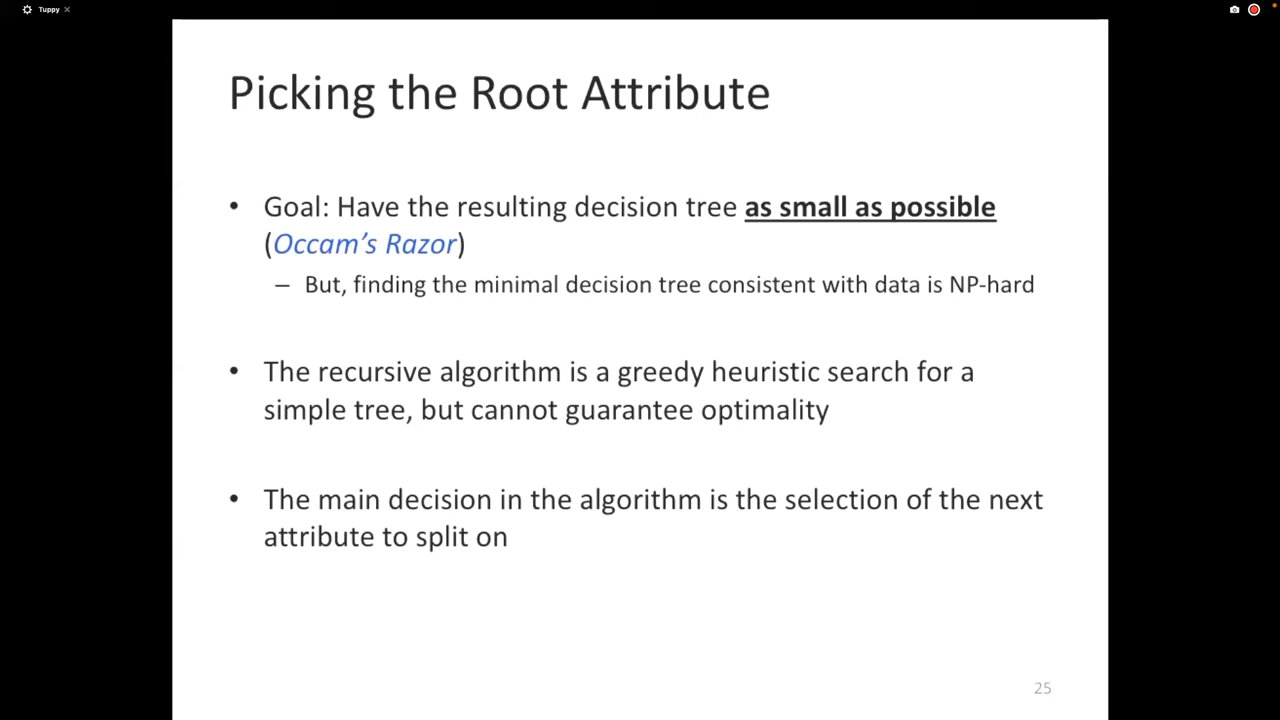 Tuppy
Picking the Root Attribute
• Goal: Have the resulting decision tree as small as possible
(Occam’s Razor)
– But, finding the minimal decision tree consistent with data is NP-hard
• The recursive algorithm is a greedy heuristic search for a
simple tree, but cannot guarantee optimality
• The main decision in the algorithm is the selection of the next
attribute to split on
25